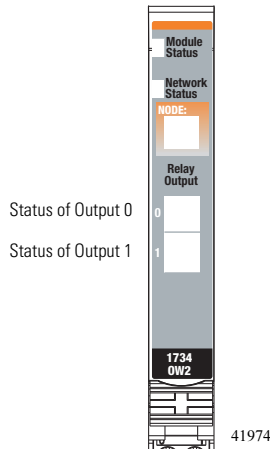 Module
Status
Network
Status
NODE:
Relay
Output
Status of Output 0
0
Status of Output 1
1
1734
OW2
41974